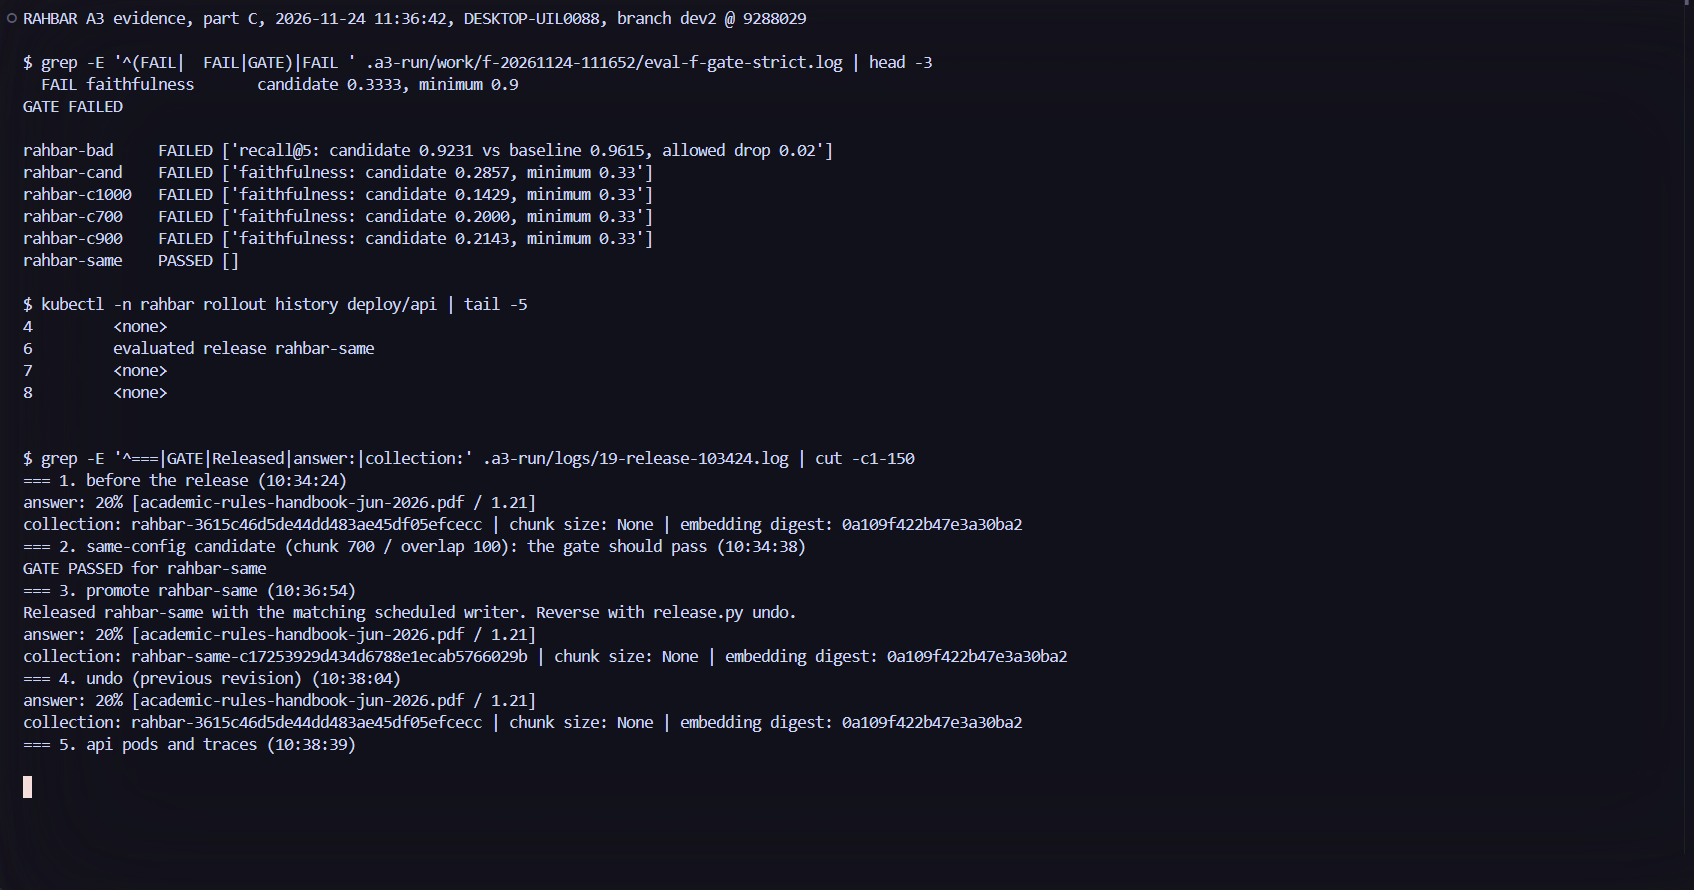 RAHBAR A3 evidence, part C, 2026-11-24 11:36:42, DESKTOP-UIL0088, branch dev2 @ 9288029
$ grep -E '^(FAIL|  FAIL|GATE)|FAIL ' .a3-run/work/f-20261124-111652/eval-f-gate-strict.log | head -3
  FAIL faithfulness       candidate 0.3333, minimum 0.9
GATE FAILED
rahbar-bad     FAILED ['recall@5: candidate 0.9231 vs baseline 0.9615, allowed drop 0.02']
rahbar-cand    FAILED ['faithfulness: candidate 0.2857, minimum 0.33']
rahbar-c1000   FAILED ['faithfulness: candidate 0.1429, minimum 0.33']
rahbar-c700    FAILED ['faithfulness: candidate 0.2000, minimum 0.33']
rahbar-c900    FAILED ['faithfulness: candidate 0.2143, minimum 0.33']
rahbar-same    PASSED []
$ kubectl -n rahbar rollout history deploy/api | tail -5
4         <none>
6         evaluated release rahbar-same
7         <none>
8         <none>
$ grep -E '^===|GATE|Released|answer:|collection:' .a3-run/logs/19-release-103424.log | cut -c1-150
=== 1. before the release (10:34:24)
answer: 20% [academic-rules-handbook-jun-2026.pdf / 1.21]
collection: rahbar-3615c46d5de44dd483ae45df05efcecc | chunk size: None | embedding digest: 0a109f422b47e3a30ba2
=== 2. same-config candidate (chunk 700 / overlap 100): the gate should pass (10:34:38)
GATE PASSED for rahbar-same
=== 3. promote rahbar-same (10:36:54)
Released rahbar-same with the matching scheduled writer. Reverse with release.py undo.
answer: 20% [academic-rules-handbook-jun-2026.pdf / 1.21]
collection: rahbar-same-c17253929d434d6788e1ecab5766029b | chunk size: None | embedding digest: 0a109f422b47e3a30ba2
=== 4. undo (previous revision) (10:38:04)
answer: 20% [academic-rules-handbook-jun-2026.pdf / 1.21]
collection: rahbar-3615c46d5de44dd483ae45df05efcecc | chunk size: None | embedding digest: 0a109f422b47e3a30ba2
=== 5. api pods and traces (10:38:39)